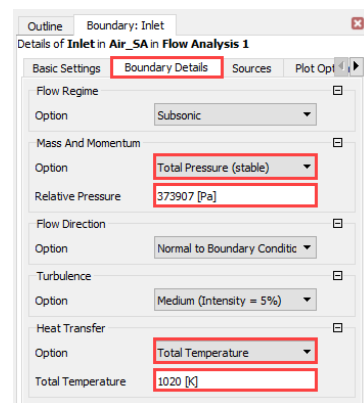 Outline Boundary: Inlet
Details of Inlet in Air_SA in Flow Analysis 1
Basic Settings Boundary Details Sources Plot Opt
Flow Regime
Option Subsonic
Mass And Momentum
Option Total Pressure (stable)
Relative Pressure 373907 [Pa]
Flow Direction
Option Normal to Boundary Conditic
Turbulence
Option Medium (Intensity = 5%)
Heat Transfer
Option Total Temperature
Total Temperature 1020 [K]